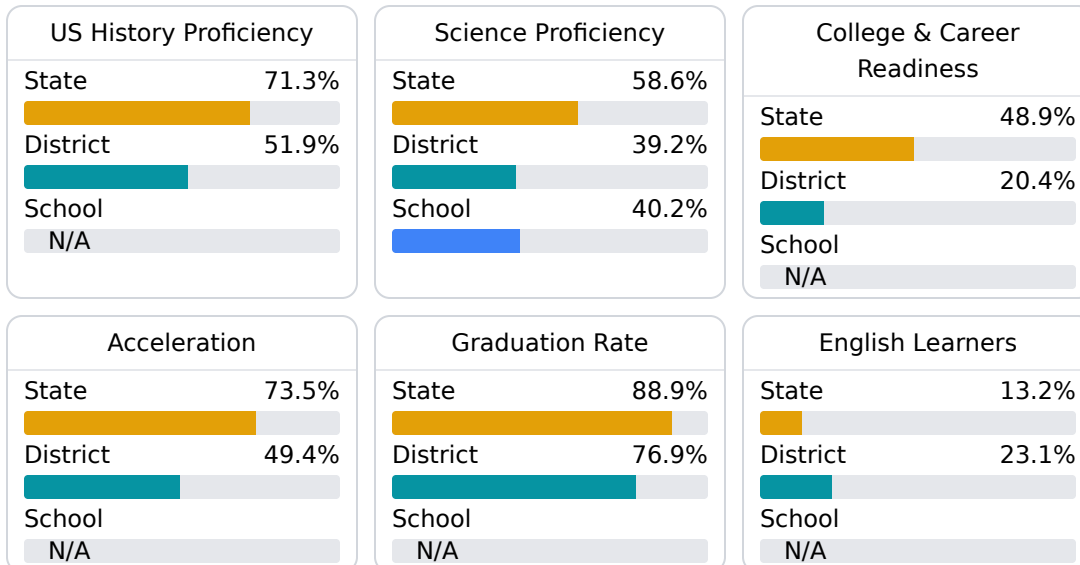 US History Proficiency
State 71.3%
District 51.9%
School
N/A
Science Proficiency
State 58.6%
District 39.2%
School 40.2%
College & Career
Readiness
State 48.9%
District 20.4%
School
N/A
Acceleration
State 73.5%
District 49.4%
School
N/A
Graduation Rate
State 88.9%
District 76.9%
School
N/A
English Learners
State 13.2%
District 23.1%
School
N/A